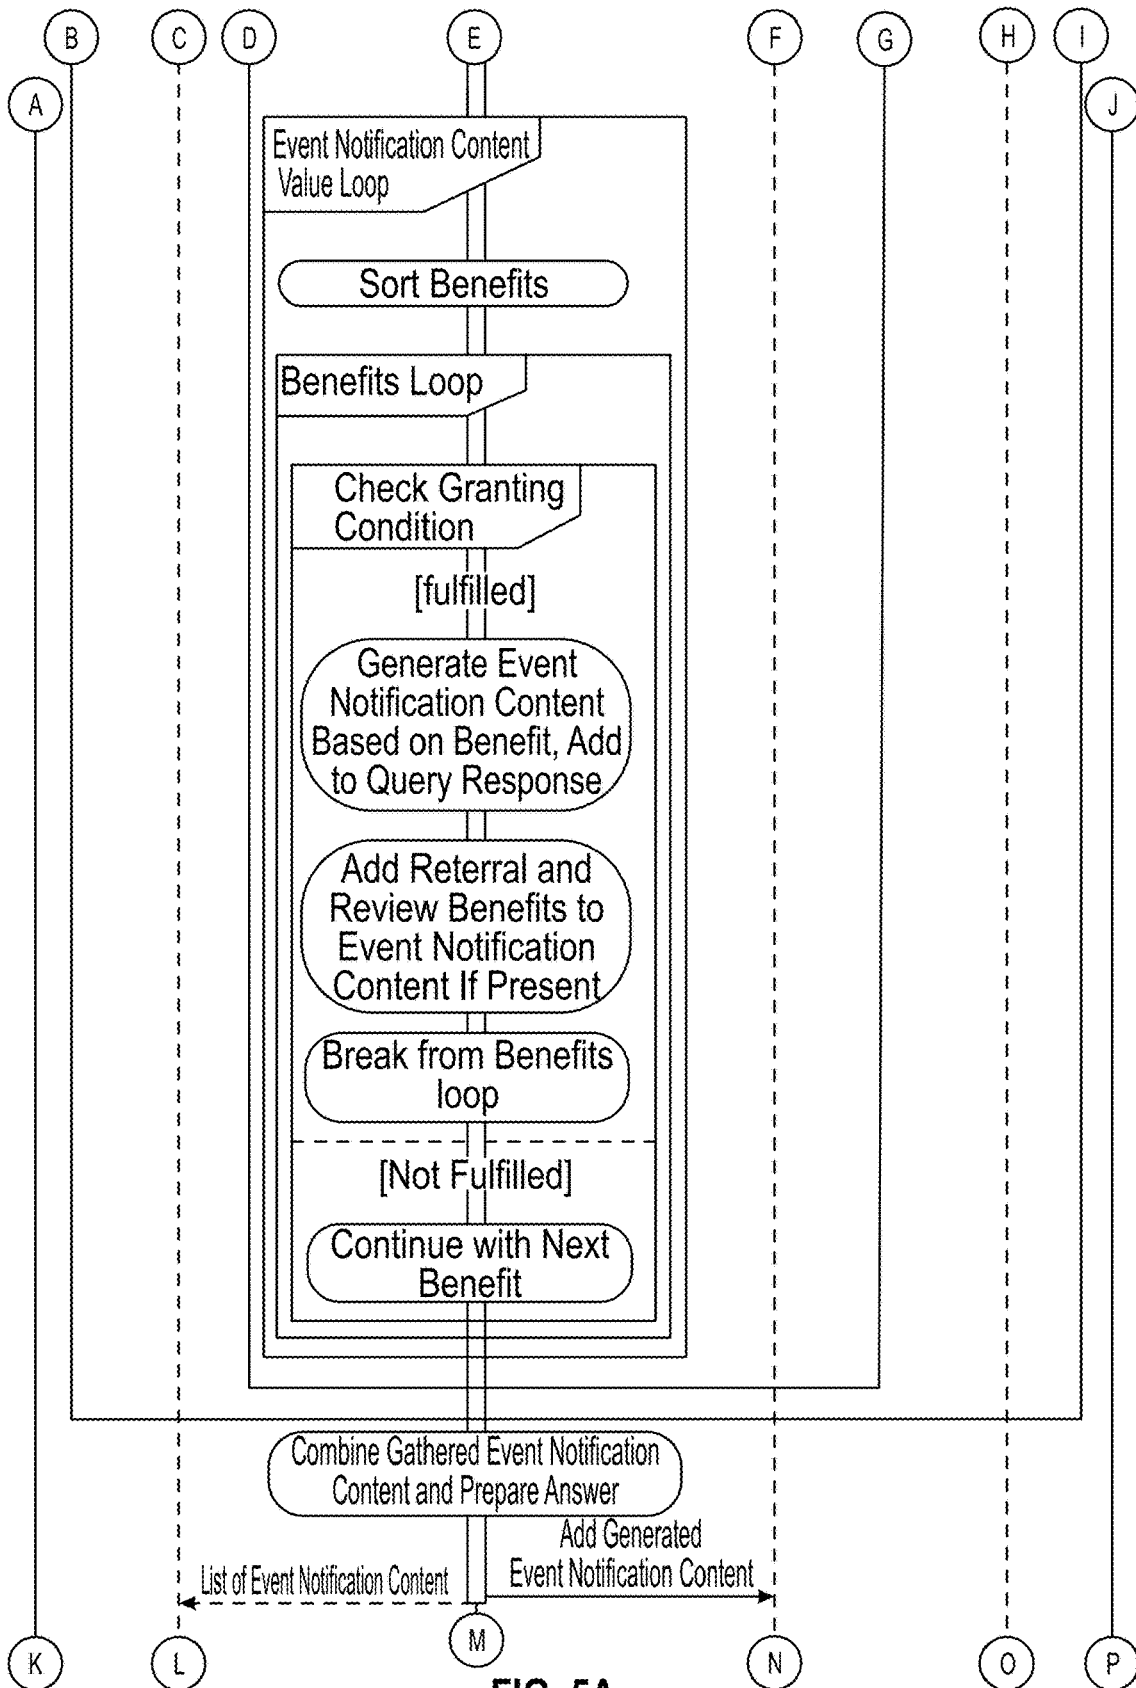 B C D E F G H I
A J
Event Notification Content
Value Loop
Sort Benefits
Benefits Loop
Check Granting
Condition
[fulfilled]
Generate Event
Notification Content
Based on Benefit, Add
to Query Response
Add Reterral and
Review Benefits to
Event Notification
Content If Present
Break from Benefits
loop
[Not Fulfilled]
Continue with Next
Benefit
Combine Gathered Event Notification
Content and Prepare Answer
Add Generated
Event Notification Content
List of Event Notification Content
M
K L N O P
FIG. 5A